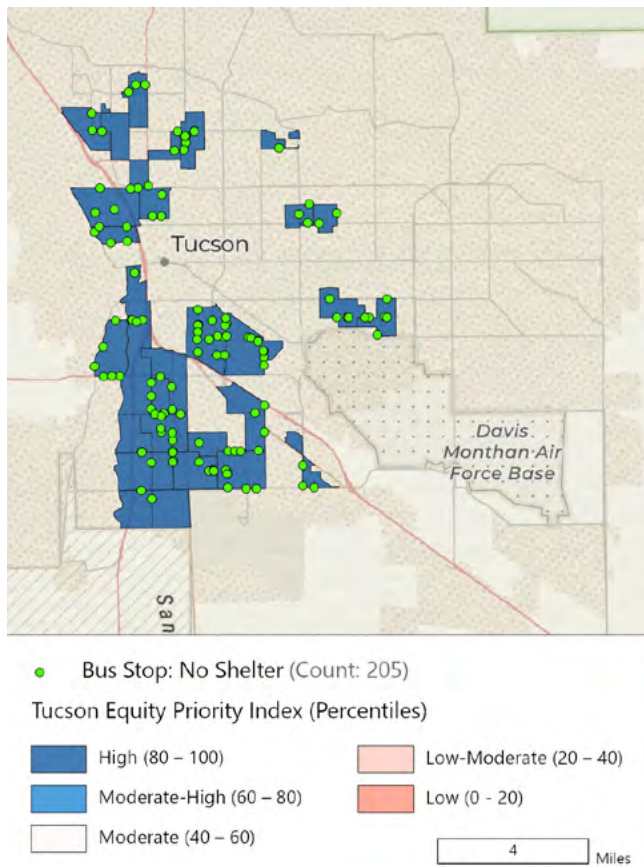 Tucson
Davis
Monthan Air
Force Base
San
Bus Stop: No Shelter (Count: 205)
Tucson Equity Priority Index (Percentiles)
High (80 – 100)
Low-Moderate (20 – 40)
Moderate-High (60 – 80)
Low (0 - 20)
Moderate (40 – 60)
4
Miles